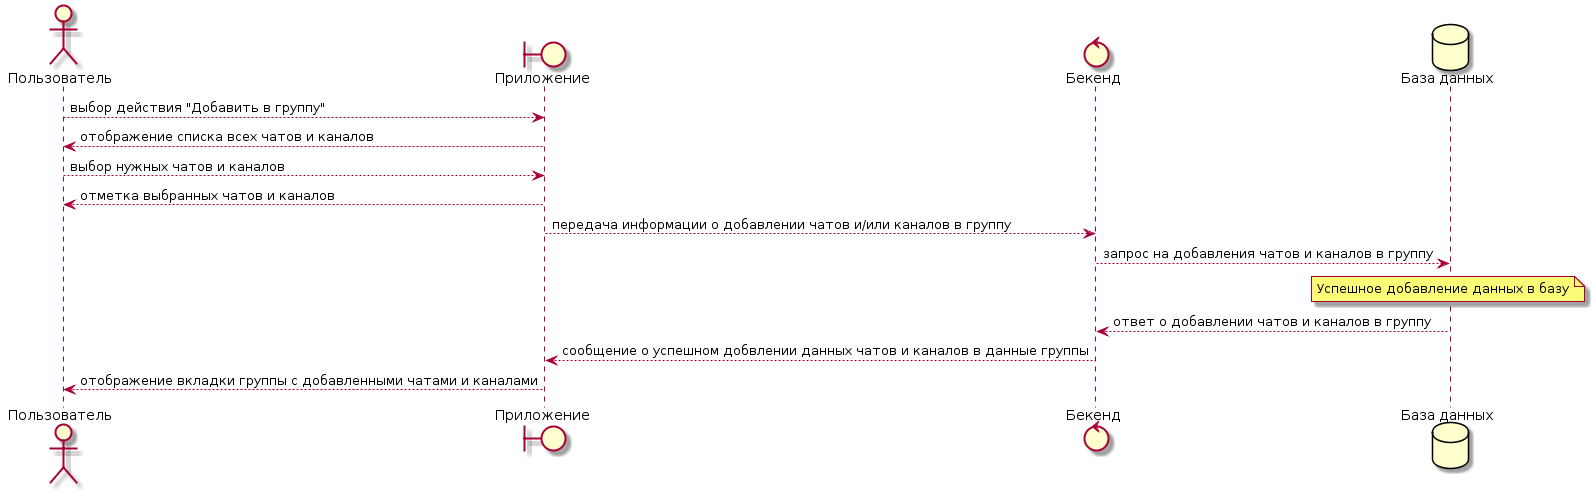 Пользователь
Приложение
Бекенд
База данных
выбор действия "Добавить в группу"
отображение списка всех чатов и каналов
выбор нужных чатов и каналов
отметка выбранных чатов и каналов
передача информации о добавлении чатов и/или каналов в группу
запрос на добавления чатов и каналов в группу
Успешное добавление данных в базу
ответ о добавлении чатов и каналов в группу
сообщение о успешном добвлении данных чатов и каналов в данные группы
отображение вкладки группы с добавленными чатами и каналами
Пользователь
Приложение
Бекенд
База данных